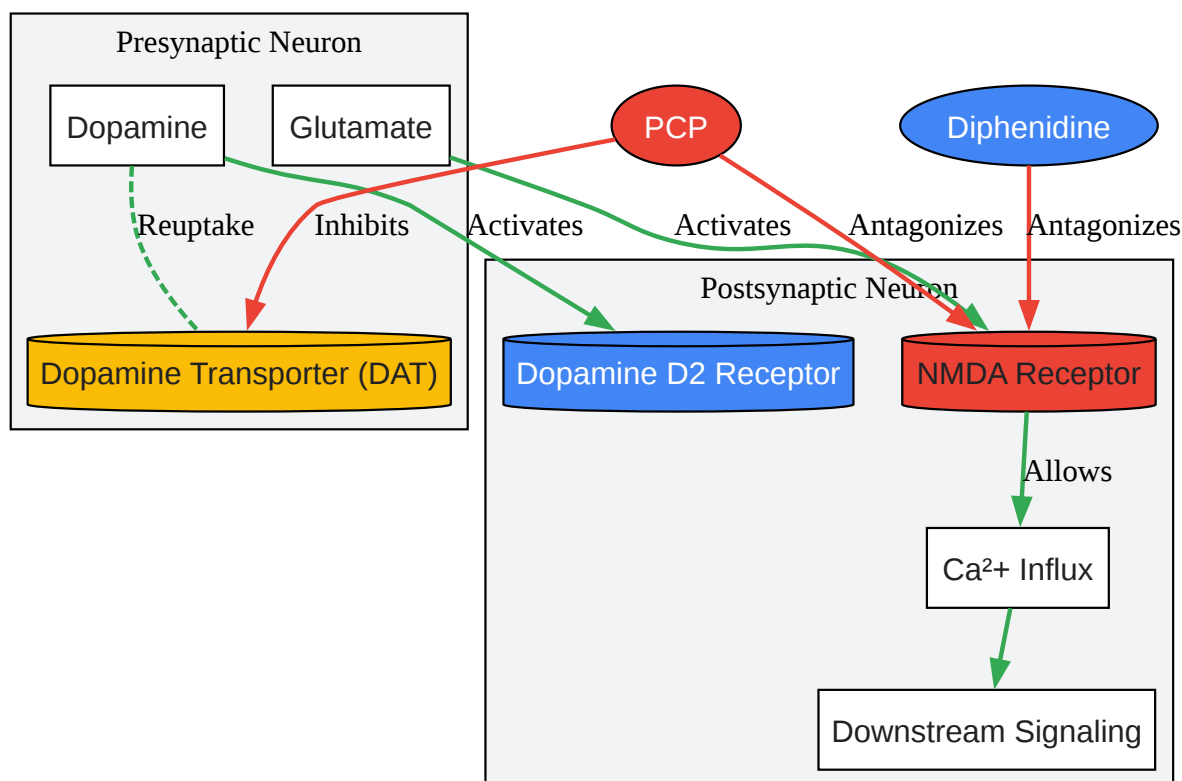 Presynaptic Neuron
Dopamine
Glutamate
PCP
Diphenidine
Reuptake
Inhibits
Activates
Activates
Antagonizes
Antagonizes
Postsynaptic Neuron
Dopamine Transporter (DAT)
Dopamine D2 Receptor
NMDA Receptor
Allows
Ca²+ Influx
Downstream Signaling